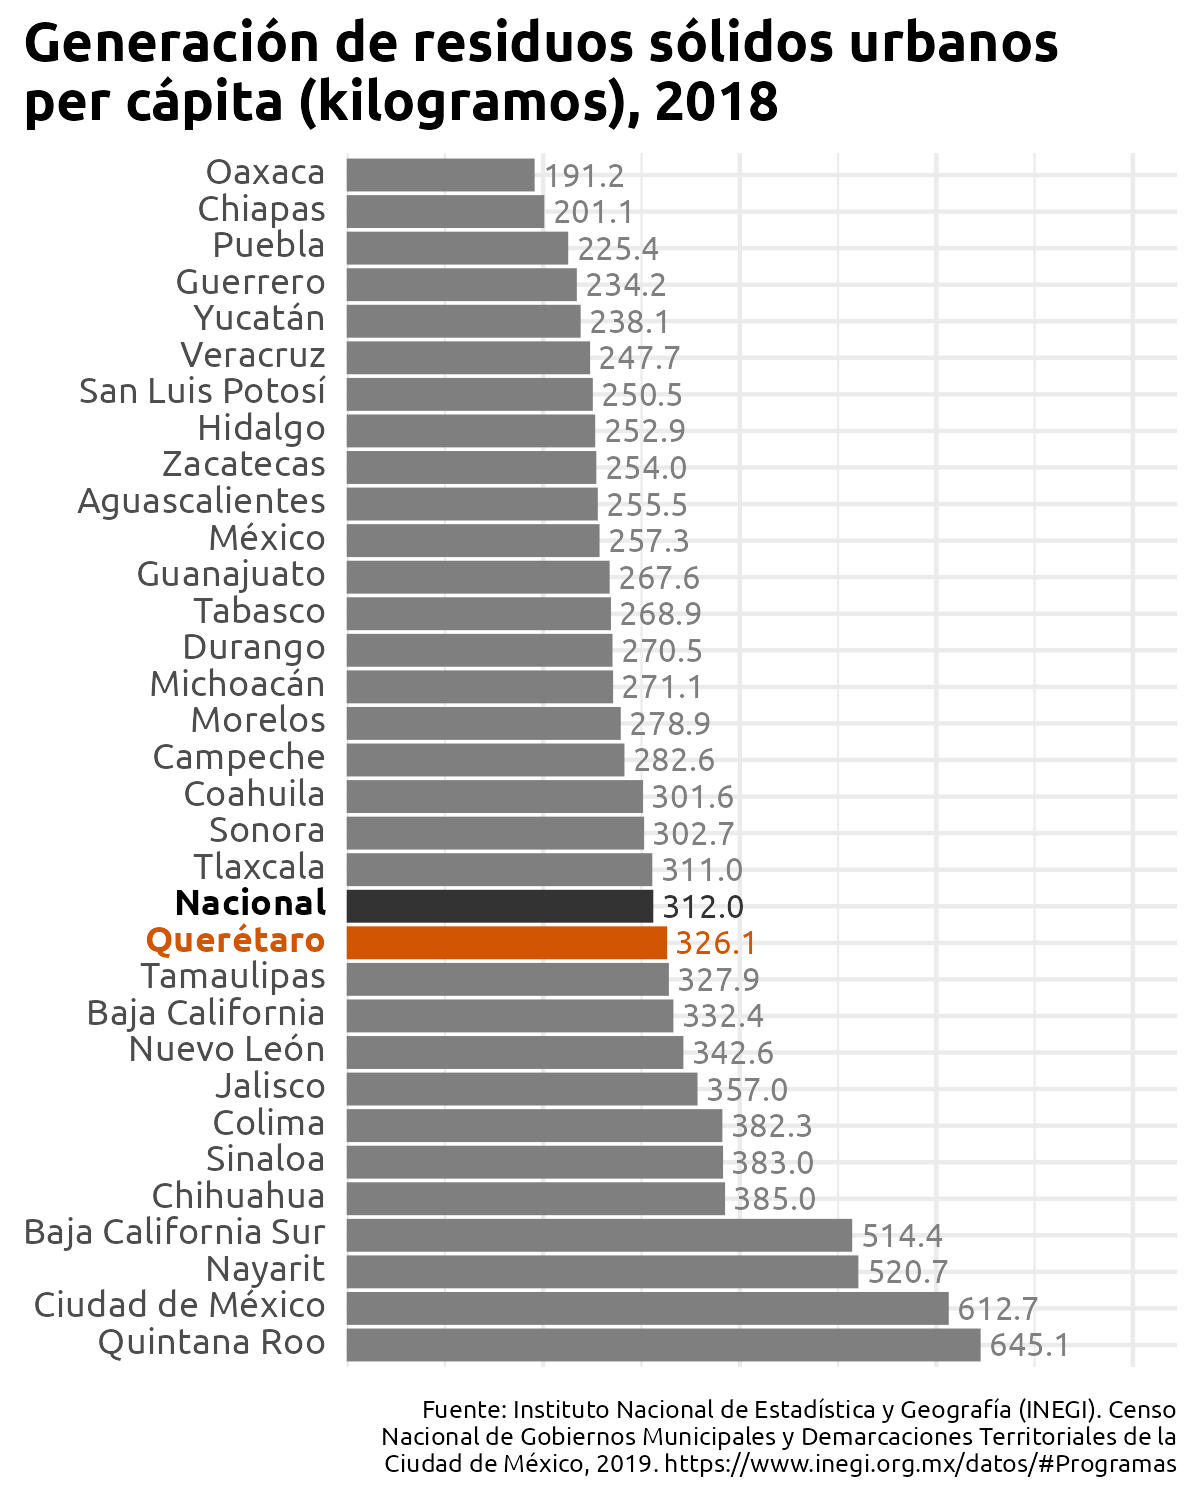 Generación de residuos sólidos urbanos
per cápita (kilogramos), 2018
Oaxaca 191.2
Chiapas 201.1
Puebla 225.4
Guerrero 234.2
Yucatán 238.1
Veracruz 247.7
San Luis Potosí 250.5
Hidalgo 252.9
Zacatecas 254.0
Aguascalientes 255.5
México 257.3
Guanajuato 267.6
Tabasco 268.9
Durango 270.5
Michoacán 271.1
Morelos 278.9
Campeche 282.6
Coahuila 301.6
Sonora 302.7
Tlaxcala 311.0
Nacional 312.0
Querétaro 326.1
Tamaulipas 327.9
Baja California 332.4
Nuevo León 342.6
Jalisco 357.0
Colima 382.3
Sinaloa 383.0
Chihuahua 385.0
Baja California Sur 514.4
Nayarit 520.7
Ciudad de México 612.7
Quintana Roo 645.1
Fuente: Instituto Nacional de Estadística y Geografía (INEGI). Censo
Nacional de Gobiernos Municipales y Demarcaciones Territoriales de la
Ciudad de México, 2019. https://www.inegi.org.mx/datos/#Programas